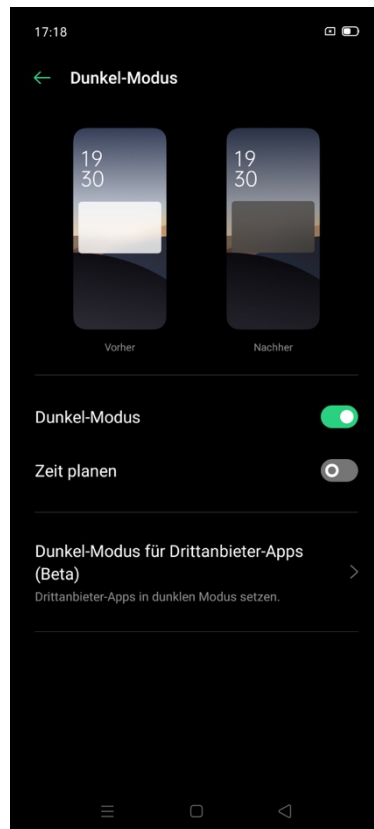 17:18
Dunkel-Modus
19
30
19
30
Vorher
Nachher
Dunkel-Modus
Zeit planen
Dunkel-Modus für Drittanbieter-Apps
(Beta)
Drittanbieter-Apps in dunklen Modus setzen.